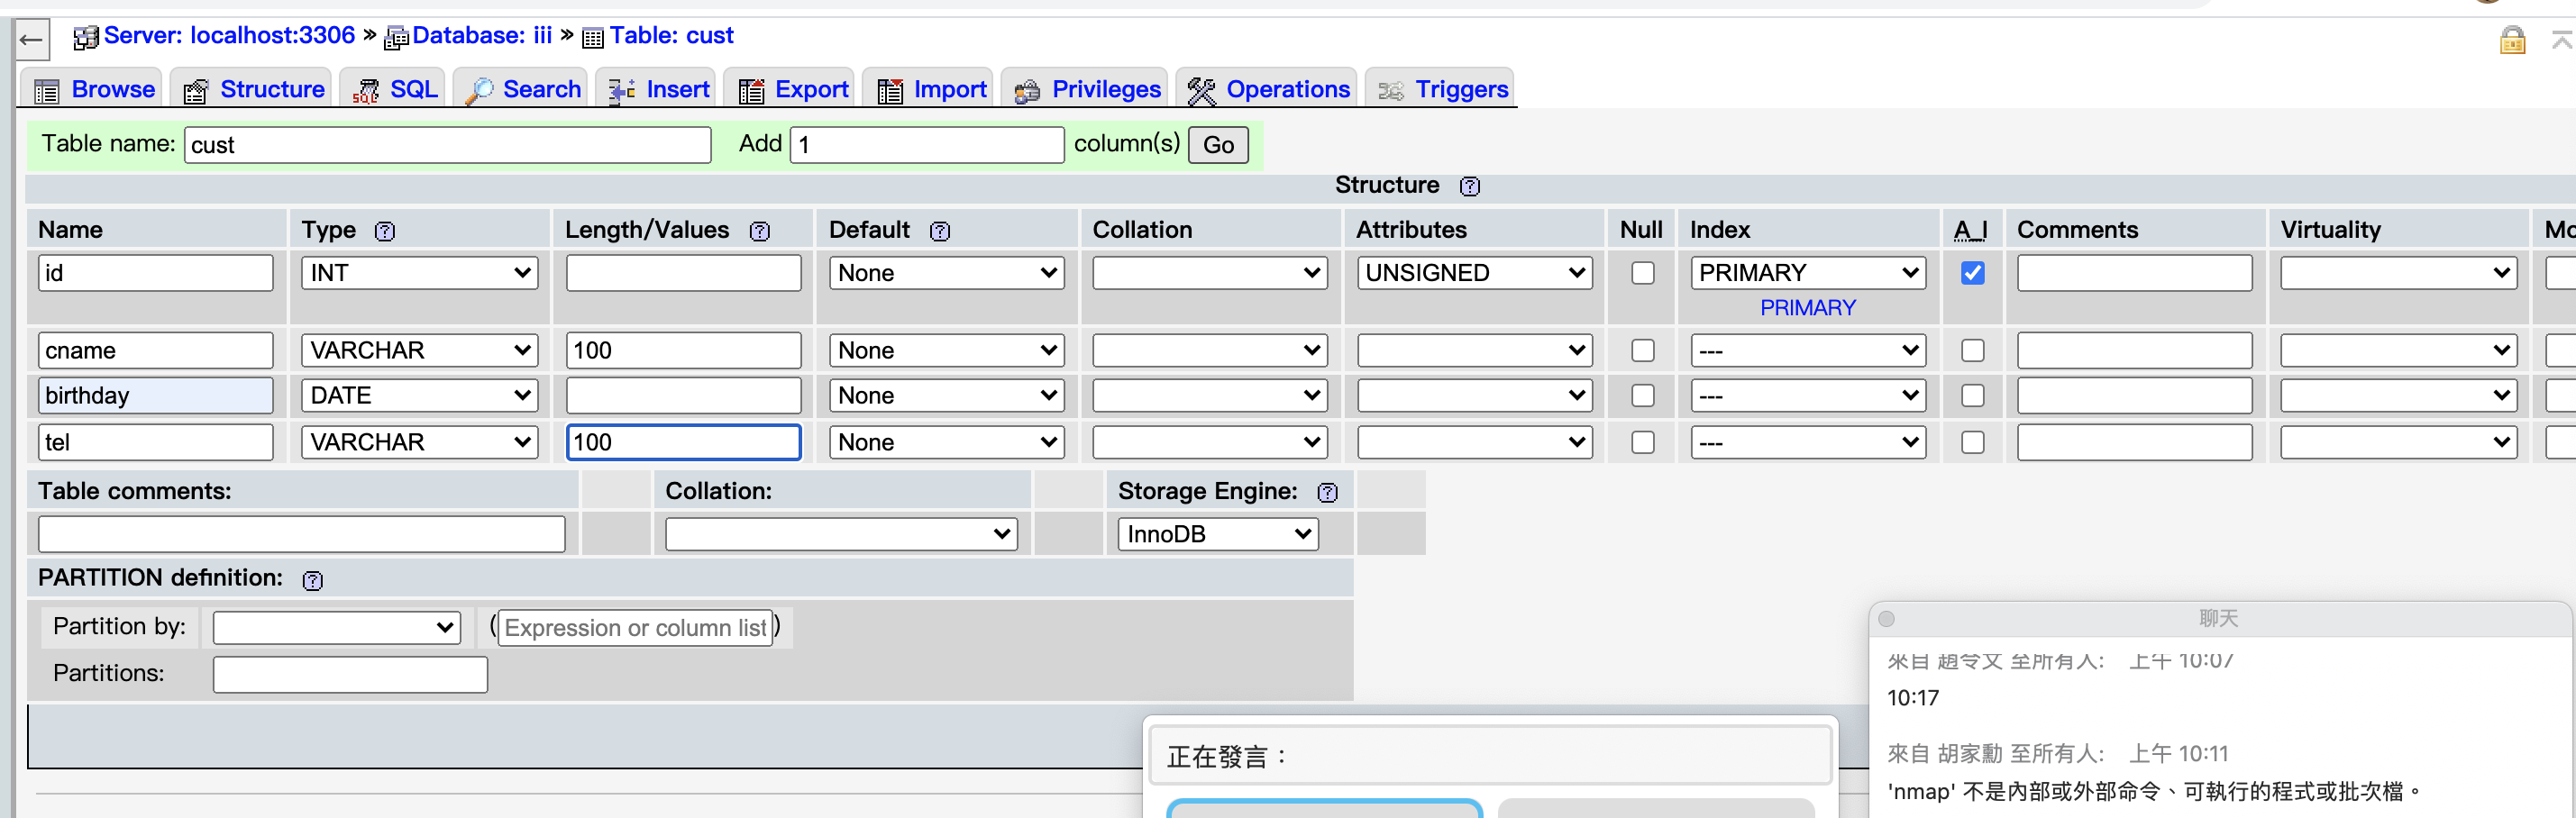 Server: localhost:3306 » Database: iii » Table: cust
Browse Structure SQL Search Insert Export Import Privileges Operations Triggers
Table name: cust Add 1 column(s) Go
Structure
Name Type Length/Values Default Collation Attributes Null Index A_I Comments Virtuality
id INT None UNSIGNED PRIMARY
PRIMARY
cname VARCHAR 100 None ---
birthday DATE None ---
tel VARCHAR 100 None ---
Table comments: Collation: Storage Engine:
InnoDB
PARTITION definition:
Partition by: (Expression or column list)
Partitions:
正在發言：
聊天
來自 趙令文 至所有人: 上午 10:07
10:17
來自 胡家勳 至所有人: 上午 10:11
'nmap' 不是內部或外部命令、可執行的程式或批次檔。